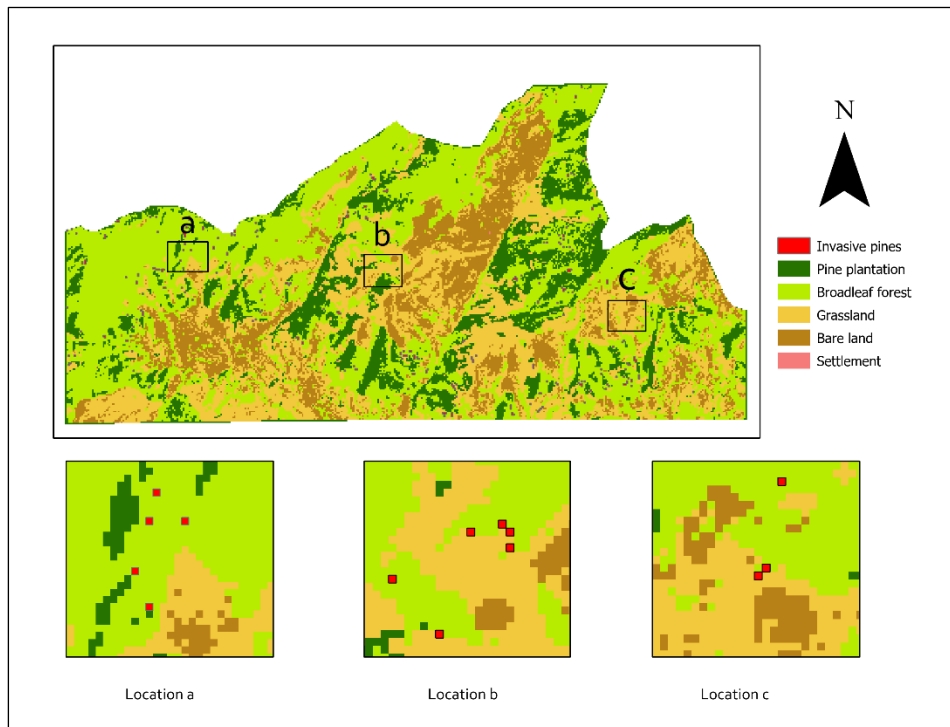 N
a
b
c
Invasive pines
Pine plantation
Broadleaf forest
Grassland
Bare land
Settlement
Location a
Location b
Location c